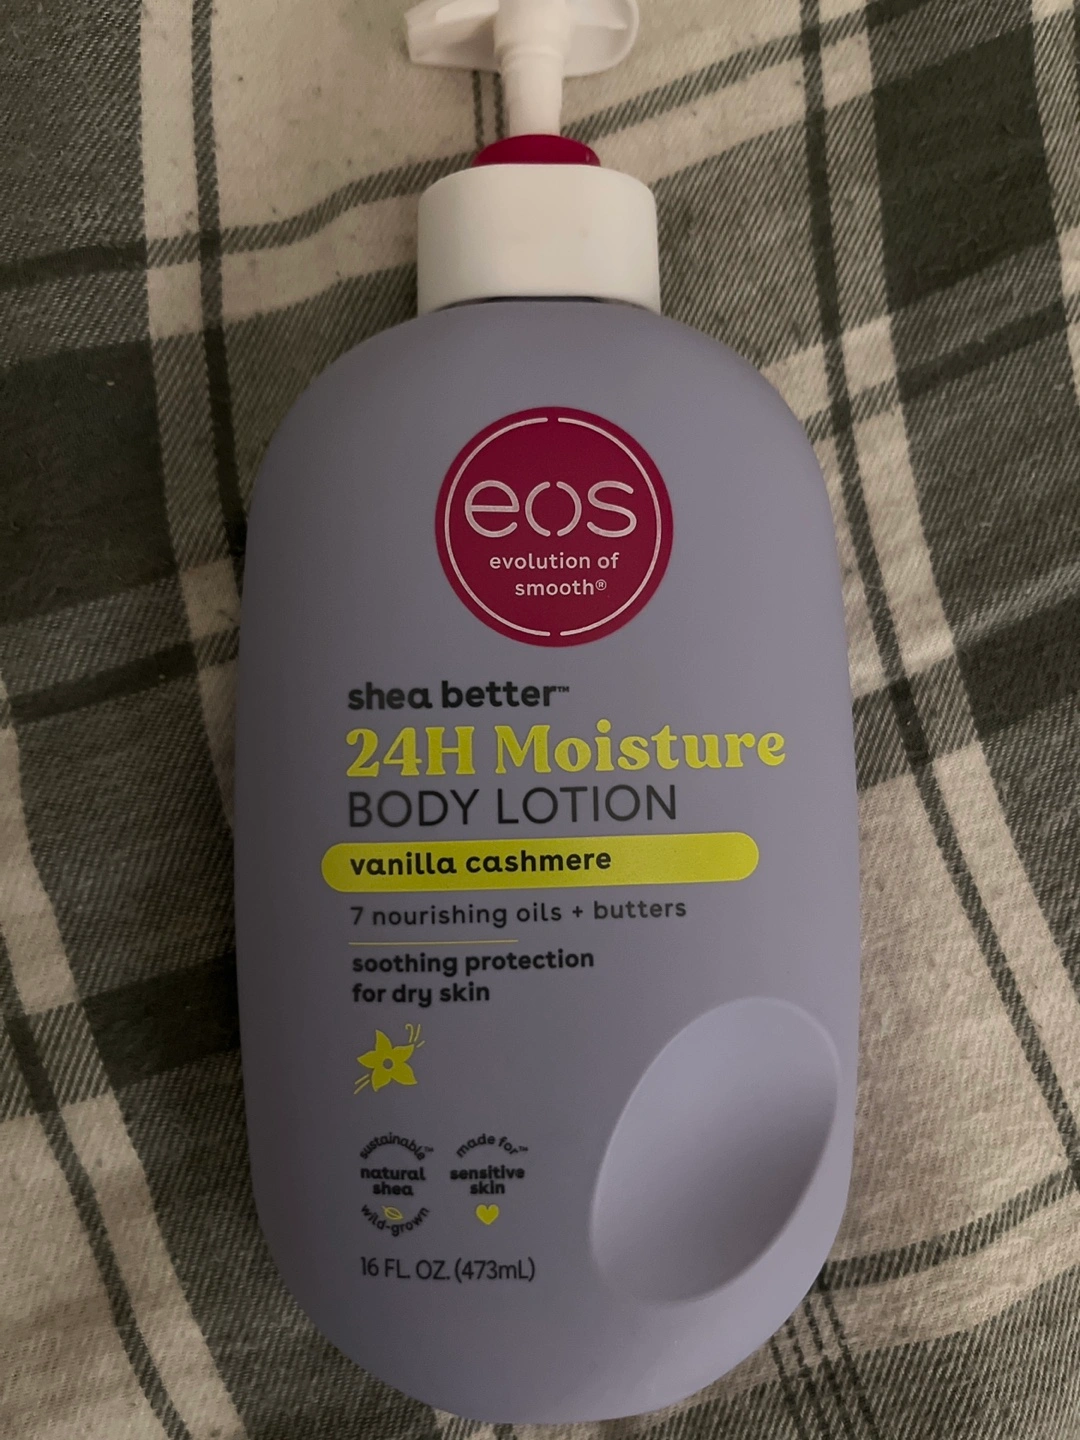 eos
evolution of
smooth®
shea better™
24H Moisture
BODY LOTION
vanilla cashmere
7 nourishing oils + butters
soothing protection
for dry skin
sustainable™
natural
shea
wild-grown
made for™
sensitive
skin
16 FL. OZ. (473mL)